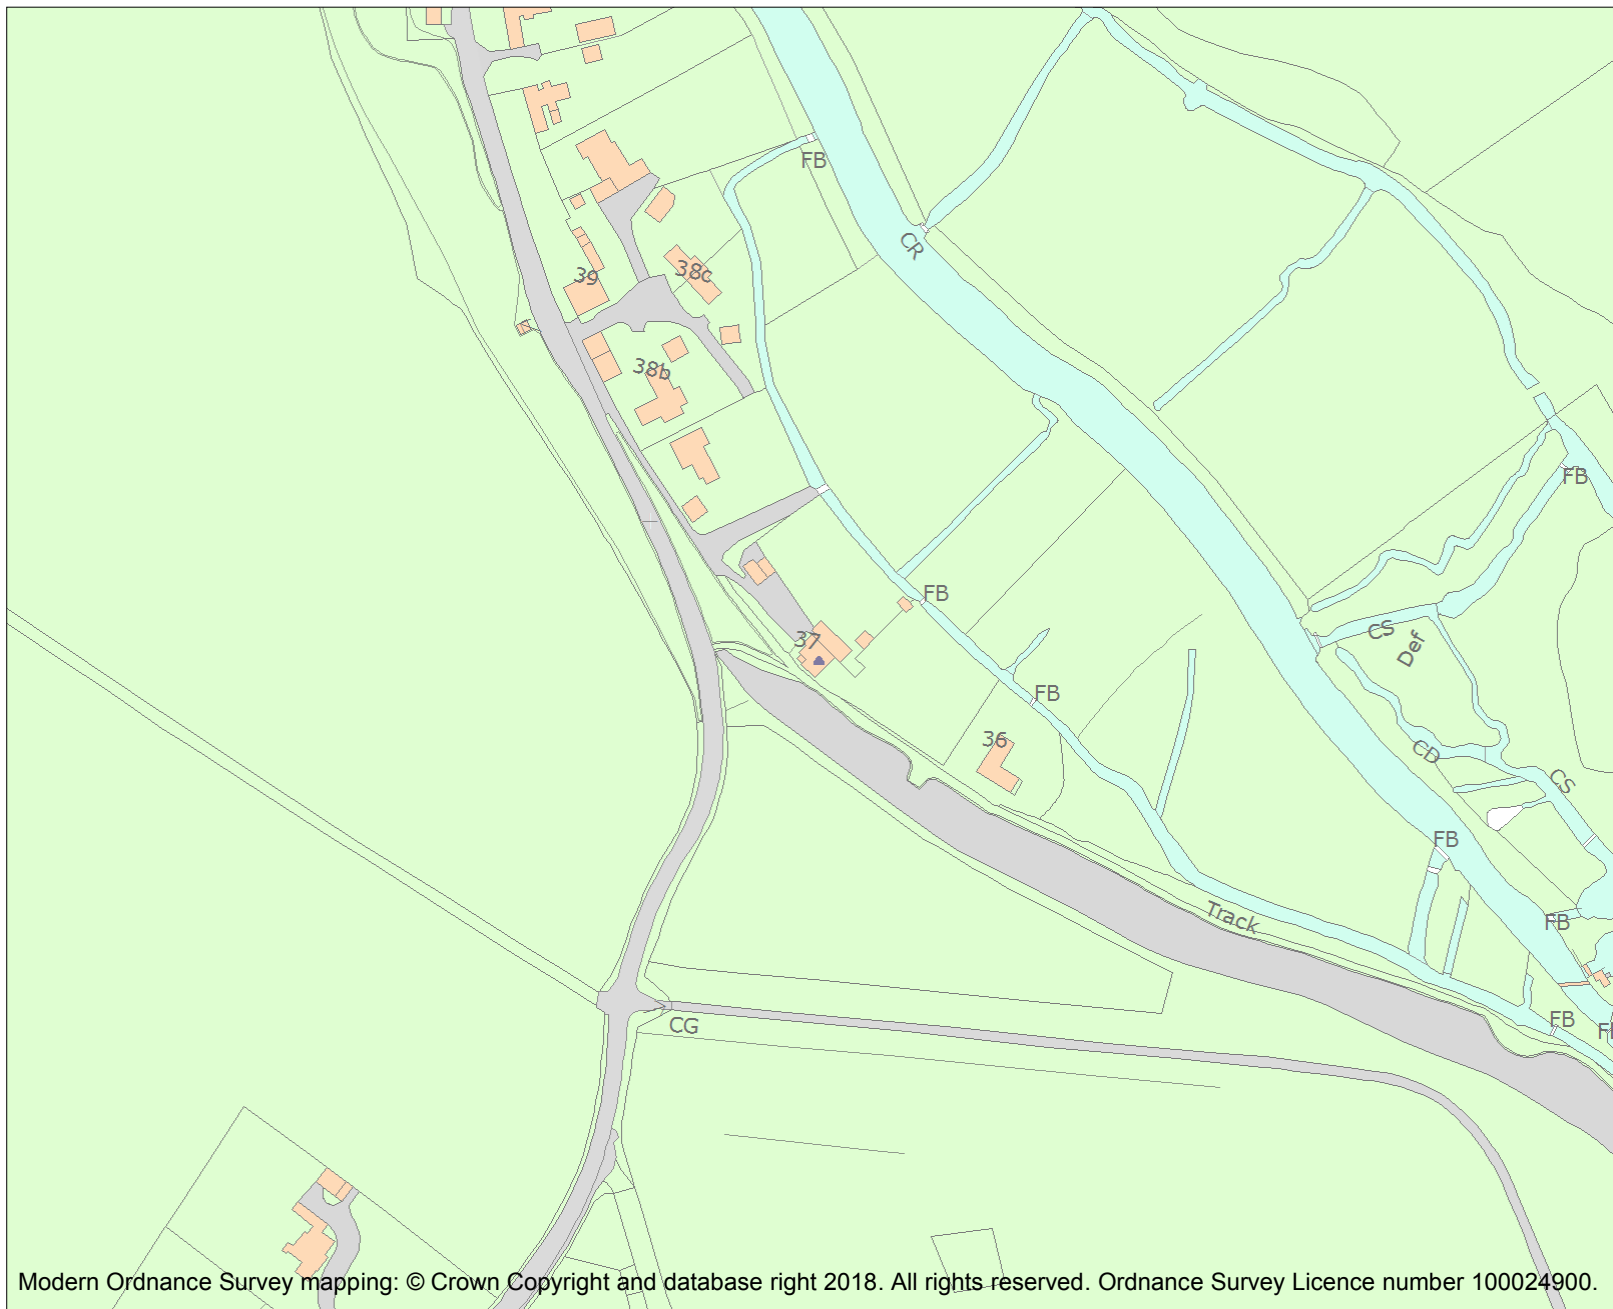 FB
CR
39
38c
38b
FB
FB
37
CS
Def
FB
36
CD
CS
FB
Track
FB
FB
CG
Modern Ordnance Survey mapping: © Crown Copyright and database right 2018. All rights reserved. Ordnance Survey Licence number 100024900.